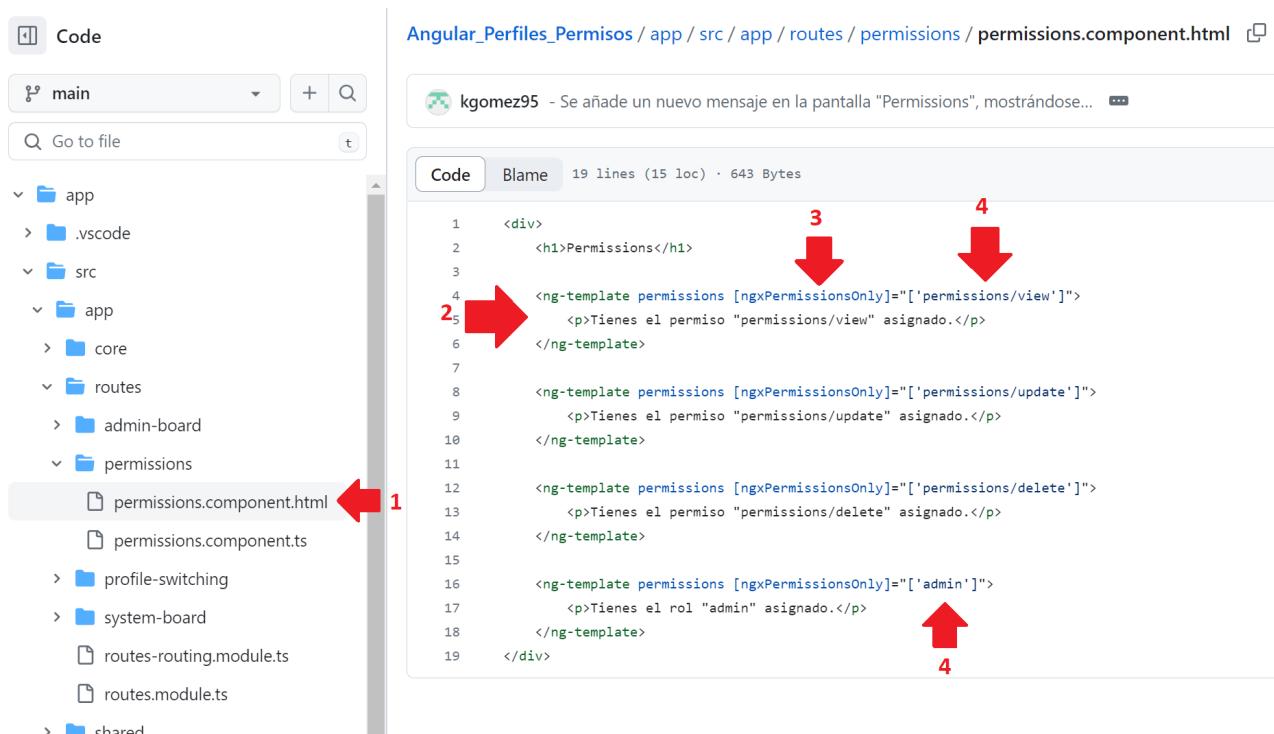 Code
main
Go to file
t
app
.vscode
src
app
core
routes
admin-board
permissions
permissions.component.html
1
permissions.component.ts
profile-switching
system-board
routes-routing.module.ts
routes.module.ts
shared
Angular_Perfiles_Permisos / app / src / app / routes / permissions / permissions.component.html
kgomez95 - Se añade un nuevo mensaje en la pantalla "Permissions", mostrándose...
Code Blame 19 lines (15 loc) · 643 Bytes
3 4
1 <div>
2 <h1>Permissions</h1>
3
4 <ng-template permissions [ngxPermissionsOnly]="['permissions/view']">
2
5 <p>Tienes el permiso "permissions/view" asignado.</p>
6 </ng-template>
7
8 <ng-template permissions [ngxPermissionsOnly]="['permissions/update']">
9 <p>Tienes el permiso "permissions/update" asignado.</p>
10 </ng-template>
11
12 <ng-template permissions [ngxPermissionsOnly]="['permissions/delete']">
13 <p>Tienes el permiso "permissions/delete" asignado.</p>
14 </ng-template>
15
16 <ng-template permissions [ngxPermissionsOnly]="['admin']">
17 <p>Tienes el rol "admin" asignado.</p>
18 </ng-template>
19 </div>
4